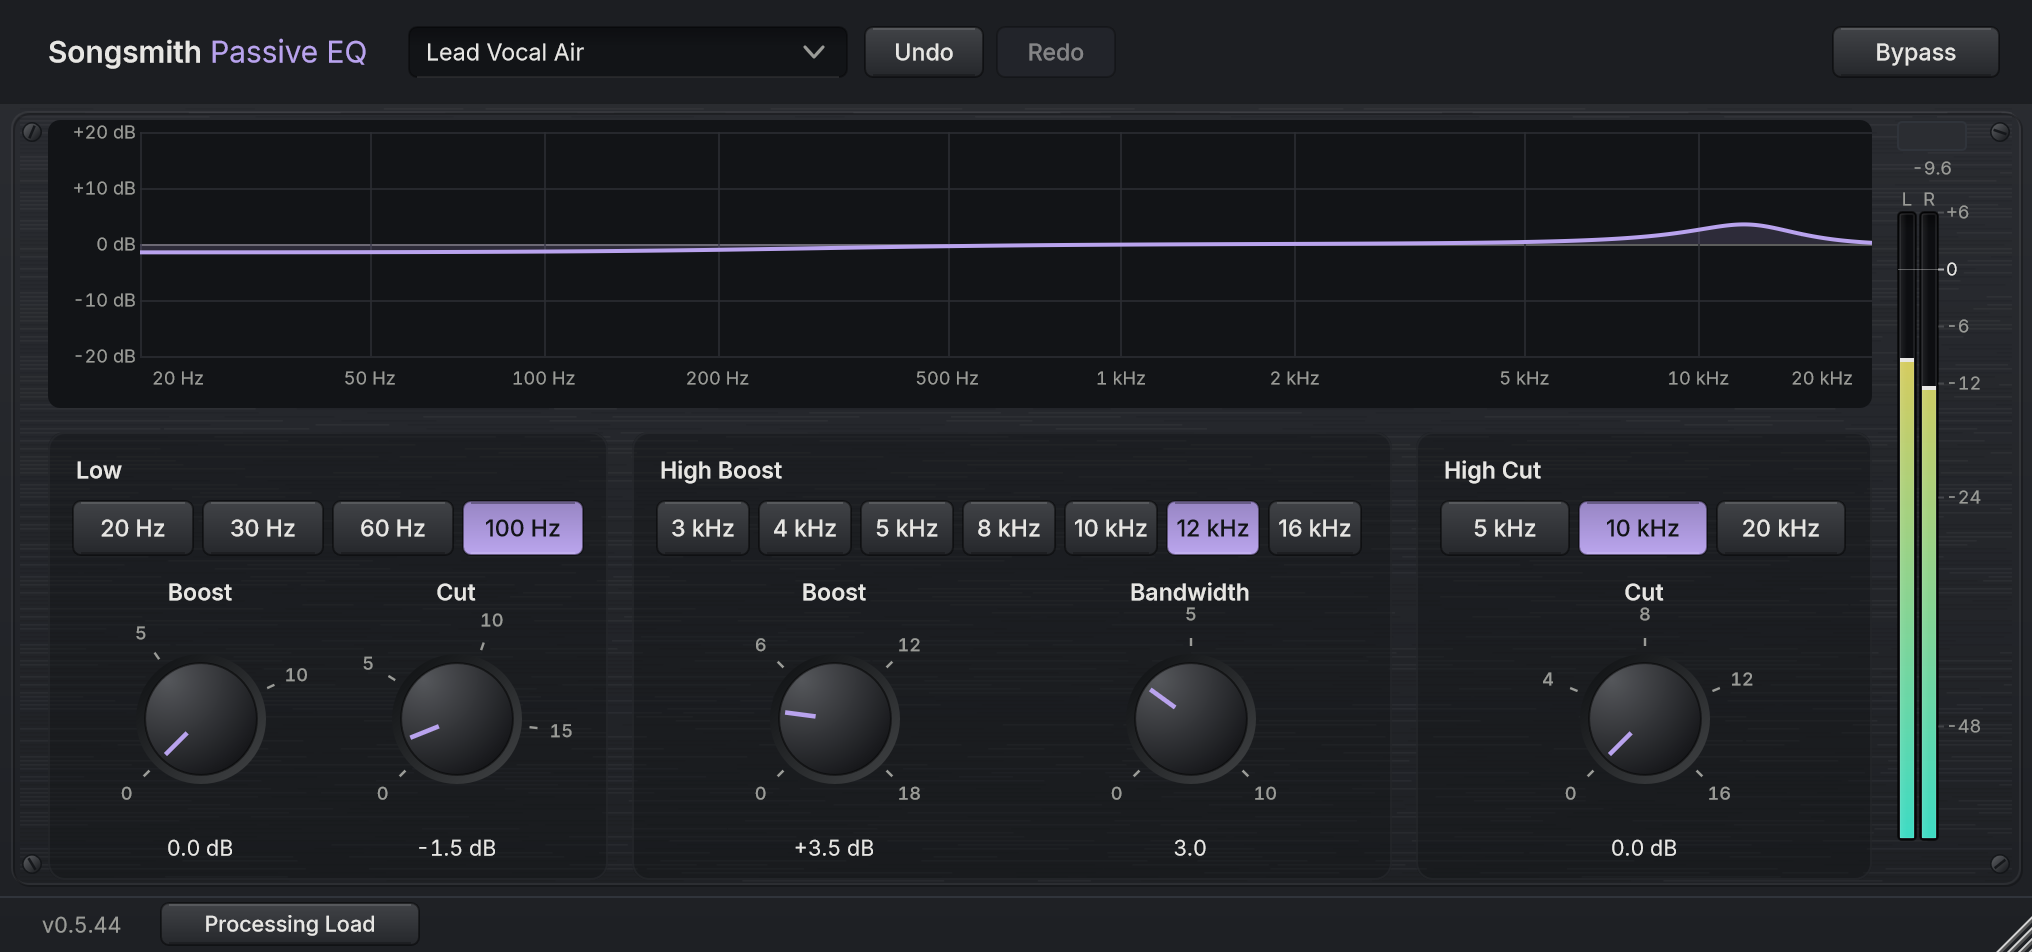 Songsmith Passive EQ
Lead Vocal Air
Undo
Redo
Bypass
+20 dB
+10 dB
0 dB
-10 dB
-20 dB
20 Hz
50 Hz
100 Hz
200 Hz
500 Hz
1 kHz
2 kHz
5 kHz
10 kHz
20 kHz
-9.6
L R
+6
0
-6
-12
-24
-48
Low
20 Hz
30 Hz
60 Hz
100 Hz
Boost
0
5
10
0.0 dB
Cut
0
5
10
15
-1.5 dB
High Boost
3 kHz
4 kHz
5 kHz
8 kHz
10 kHz
12 kHz
16 kHz
Boost
0
6
12
18
+3.5 dB
Bandwidth
0
5
10
3.0
High Cut
5 kHz
10 kHz
20 kHz
Cut
0
4
8
12
16
0.0 dB
v0.5.44
Processing Load